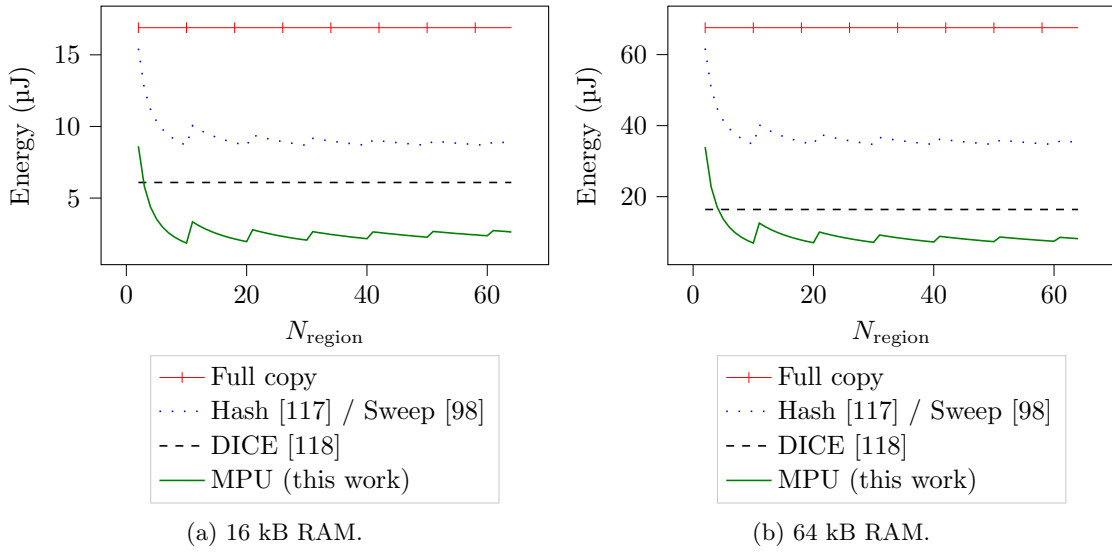 15
10
5
Energy (µJ)
0
20
40
60
N_region
Full copy
Hash [117] / Sweep [98]
DICE [118]
MPU (this work)
(a) 16 kB RAM.
60
40
20
Energy (µJ)
0
20
40
60
N_region
Full copy
Hash [117] / Sweep [98]
DICE [118]
MPU (this work)
(b) 64 kB RAM.